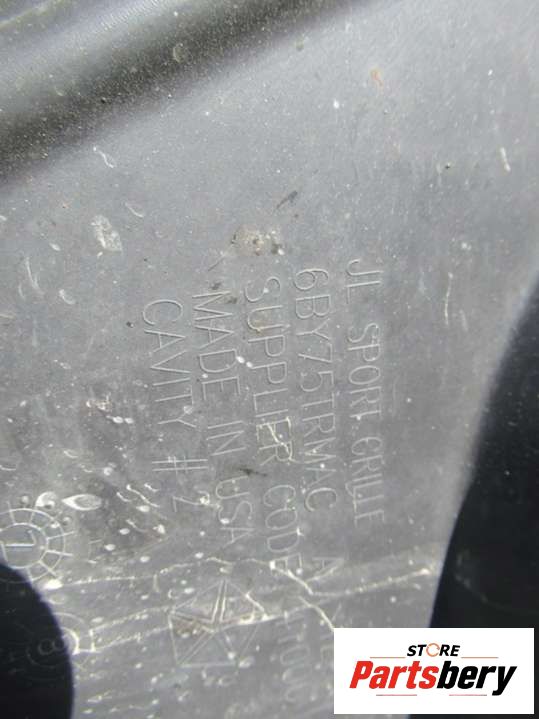 JL SPORT GRILLE
6BY75TRMAC A
SUPPLIER CODE
MADE IN USA
CAVITY # 2
STORE
Partsbery